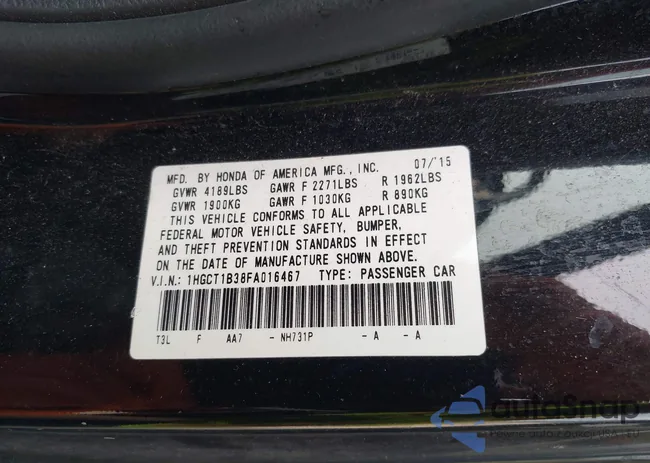 MFD. BY HONDA OF AMERICA MFG., INC. 07/'15
GVWR 4189LBS GAWR F 2271LBS R 1962LBS
GVWR 1900KG GAWR F 1030KG R 890KG
THIS VEHICLE CONFORMS TO ALL APPLICABLE
FEDERAL MOTOR VEHICLE SAFETY, BUMPER,
AND THEFT PREVENTION STANDARDS IN EFFECT
ON THE DATE OF MANUFACTURE SHOWN ABOVE.
V.I.N.: 1HGCT1B38FA016467 TYPE: PASSENGER CAR
T3L F AA7 - NH731P - A - A
autoSnap